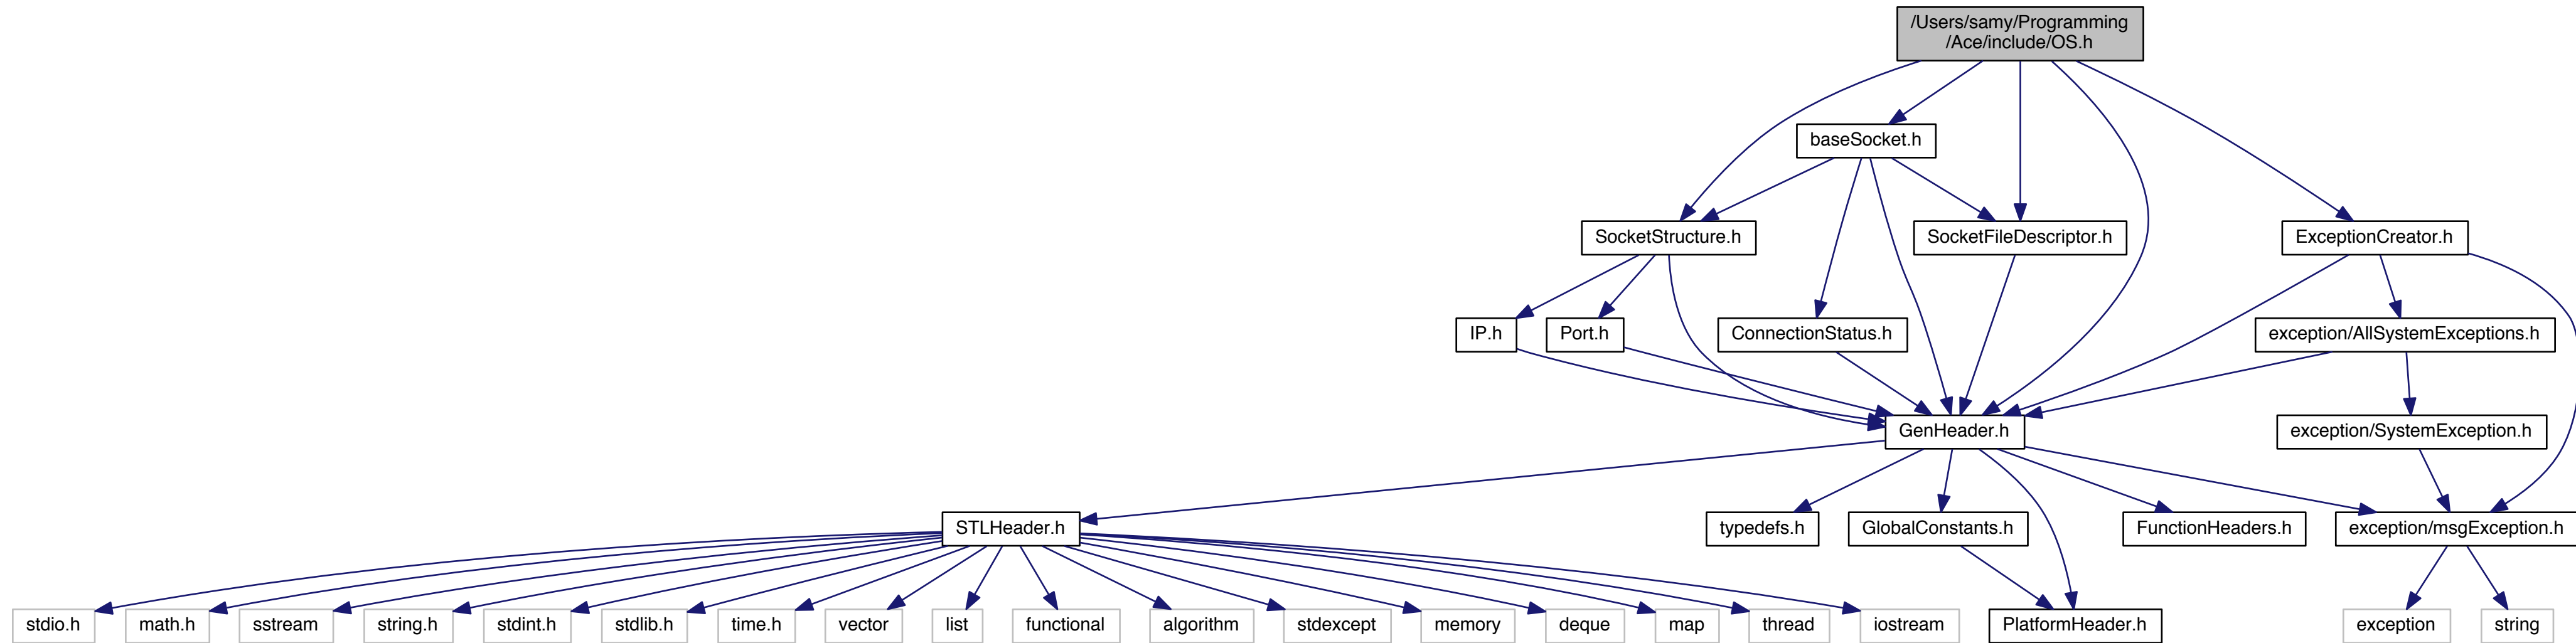 /Users/samy/Programming
/Ace/include/OS.h
baseSocket.h
SocketStructure.h
SocketFileDescriptor.h
ExceptionCreator.h
IP.h
Port.h
ConnectionStatus.h
exception/AllSystemExceptions.h
GenHeader.h
exception/SystemException.h
STLHeader.h
typedefs.h
GlobalConstants.h
FunctionHeaders.h
exception/msgException.h
stdio.h
math.h
sstream
string.h
stdint.h
stdlib.h
time.h
vector
list
functional
algorithm
stdexcept
memory
deque
map
thread
iostream
PlatformHeader.h
exception
string